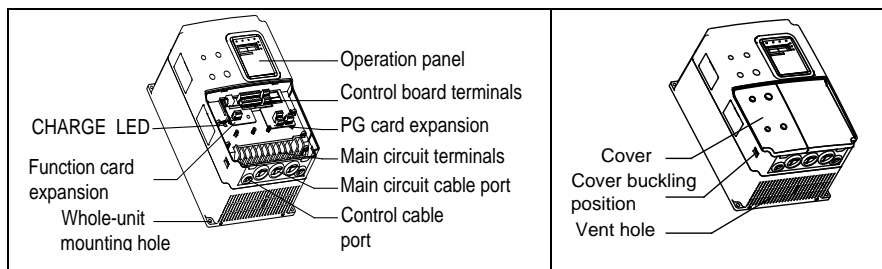 Operation panel
Control board terminals
CHARGE LED
PG card expansion
Function card
expansion
Main circuit terminals
Main circuit cable port
Whole-unit
mounting hole
Control cable
port
Cover
Cover buckling
position
Vent hole